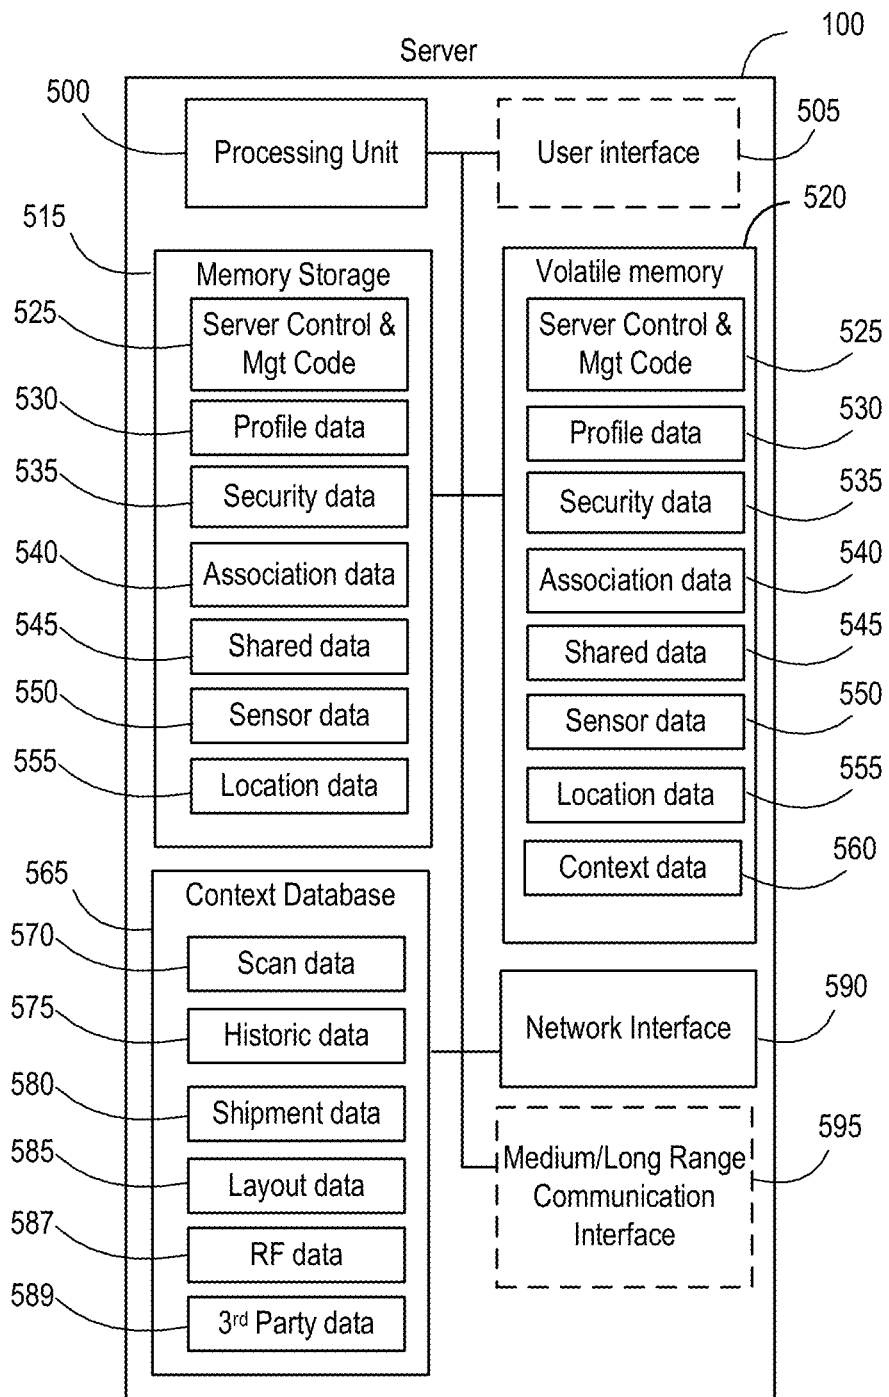 Server
100
500
Processing Unit
User interface
505
515
520
Memory Storage
525
Server Control &
Mgt Code
530
Profile data
535
Security data
540
Association data
545
Shared data
550
Sensor data
555
Location data
Volatile memory
Server Control &
Mgt Code
525
Profile data
530
Security data
535
Association data
540
Shared data
545
Sensor data
550
Location data
555
Context data
560
565
Context Database
570
Scan data
575
Historic data
580
Shipment data
585
Layout data
587
RF data
589
3rd Party data
Network Interface
590
Medium/Long Range
Communication
Interface
595